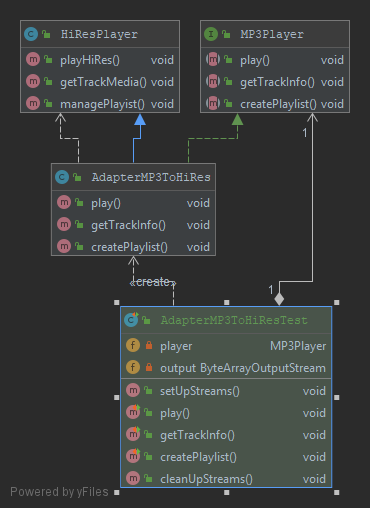 HiResPlayer
playHiRes() void
getTrackMedia() void
managePlayist() void
MP3Player
play() void
getTrackInfo() void
createPlaylist() void
1
AdapterMP3ToHiRes
play() void
getTrackInfo() void
createPlaylist() void
«create»
1
AdapterMP3ToHiResTest
player MP3Player
output ByteArrayOutputStream
setUpStreams() void
play() void
getTrackInfo() void
createPlaylist() void
cleanUpStreams() void
Powered by yFiles